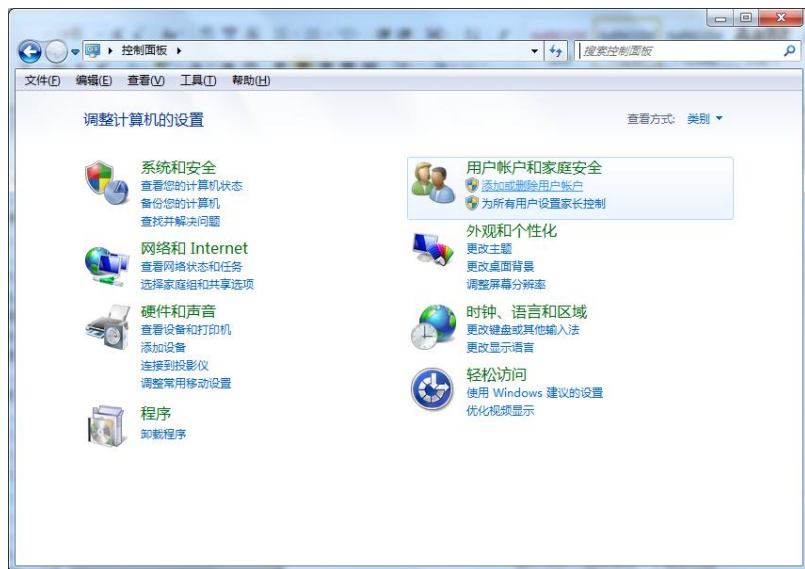 控制面板
搜索控制面板
文件(F) 编辑(E) 查看(V) 工具(T) 帮助(H)
调整计算机的设置
查看方式: 类别
系统和安全
查看您的计算机状态
备份您的计算机
查找并解决问题
网络和 Internet
查看网络状态和任务
选择家庭组和共享选项
硬件和声音
查看设备和打印机
添加设备
连接到投影仪
调整常用移动设置
程序
卸载程序
用户帐户和家庭安全
添加或删除用户帐户
为所有用户设置家长控制
外观和个性化
更改主题
更改桌面背景
调整屏幕分辨率
时钟、语言和区域
更改键盘或其他输入法
更改显示语言
轻松访问
使用 Windows 建议的设置
优化视频显示